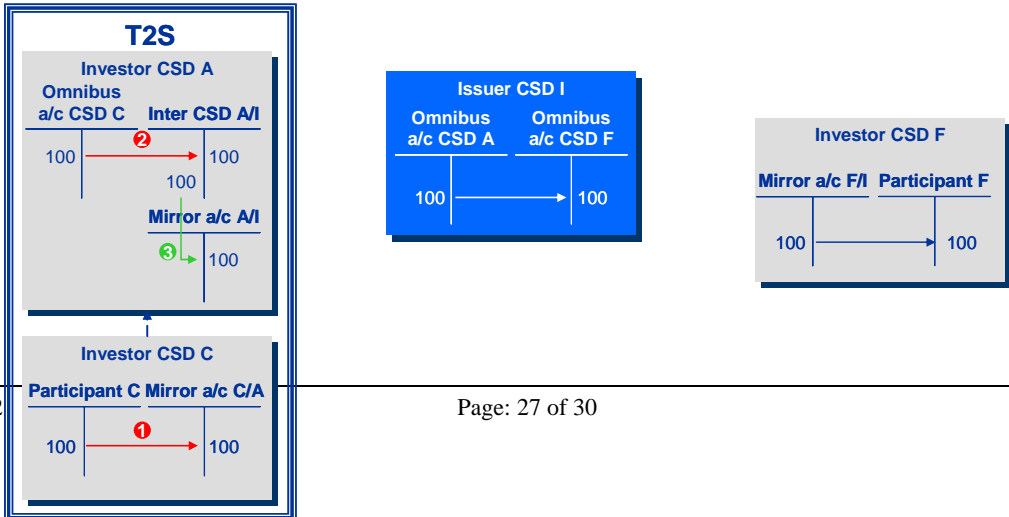 T2S
Investor CSD A
Omnibus
a/c CSD C Inter CSD A/I
2
100 100
100
Mirror a/c A/I
3 100
Issuer CSD I
Omnibus Omnibus
a/c CSD A a/c CSD F
100 100
Investor CSD F
Mirror a/c F/I Participant F
100 100
Investor CSD C
Participant C Mirror a/c C/A
1
100 100
2 Page: 27 of 30